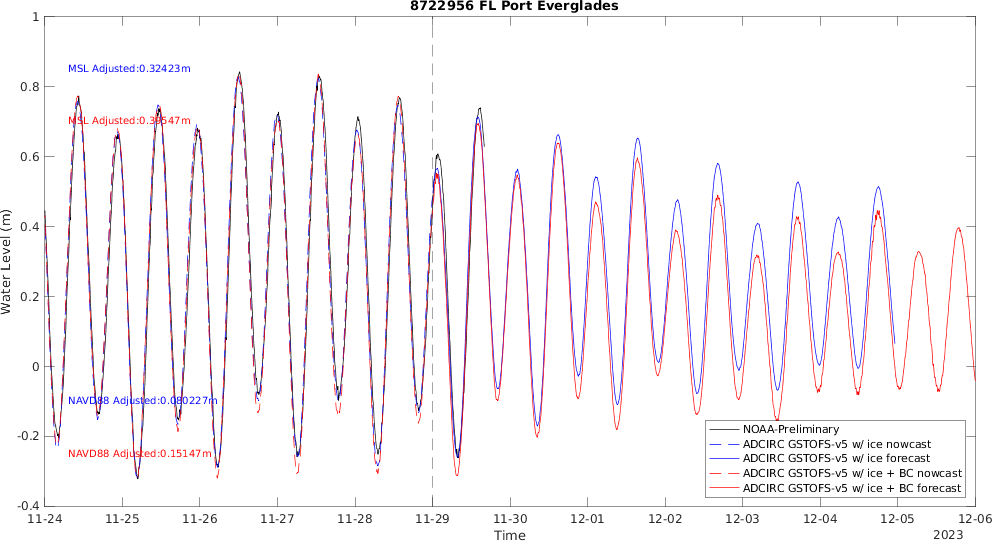 8722956 FL Port Everglades
1
0.8
0.6
0.4
0.2
0
-0.2
-0.4
Water Level (m)
MSL Adjusted:0.32423m
MSL Adjusted:0.39547m
NAVD88 Adjusted:0.080227m
NAVD88 Adjusted:0.15147m
NOAA-Preliminary
ADCIRC GSTOFS-v5 w/ ice nowcast
ADCIRC GSTOFS-v5 w/ ice forecast
ADCIRC GSTOFS-v5 w/ ice + BC nowcast
ADCIRC GSTOFS-v5 w/ ice + BC forecast
11-24 11-25 11-26 11-27 11-28 11-29 11-30 12-01 12-02 12-03 12-04 12-05 12-06
Time
2023